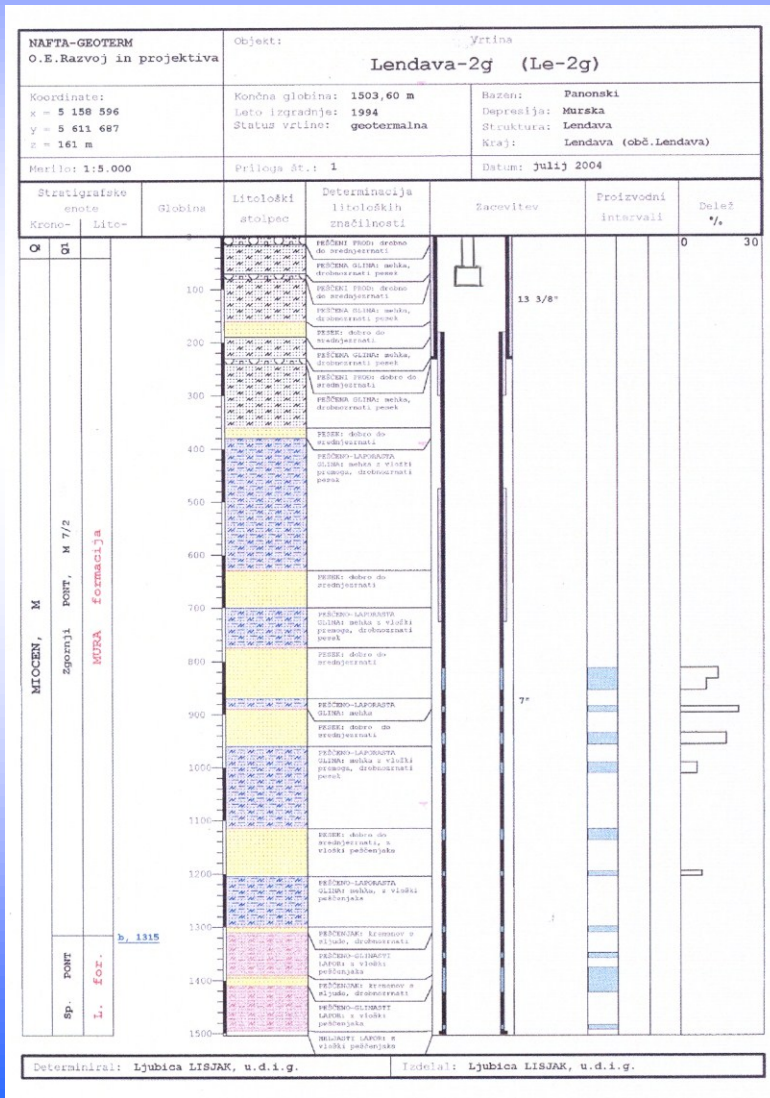 NAFTA-GEOTERM
O.E.Razvoj in projektiva
Objekt: Vrtina
Lendava-2g (Le-2g)
Koordinate:
x = 5 158 596
y = 5 611 687
z = 161 m
Končna globina: 1503,60 m
Leto izgradnje: 1994
Status vrtine: geotermalna
Bazen: Panonski
Depresija: Murska
Struktura: Lendava
Kraj: Lendava (obč.Lendava)
Merilo: 1:5.000
Priloga št.: 1
Datum: julij 2004
Stratigrafske
enote
Krono- Lito-
Globina
Litološki
stolpec
Determinacija
litoloških
značilnosti
Zacevitev
Proizvodni
intervali
Delež
%
0 30
Q
Q1
MIOCEN, M
Zgornji PONT, M 7/2
MURA formacija
Sp. PONT
L. for.
b, 1315
100
200
300
400
500
600
700
800
900
1000
1100
1200
1300
1400
1500
PEŠČENI PROD: drobno
do srednjezrnati
PEŠČENA GLINA: mehka,
drobnozrnati pesek
PEŠČENI PROD: drobno
do srednjezrnati
PEŠČENA GLINA: mehka,
drobnozrnati pesek
PESEK: dobro do
srednjezrnati
PEŠČENA GLINA: mehka,
drobnozrnati pesek
PEŠČENI PROD: dobro do
srednjezrnati
PEŠČENA GLINA: mehka,
drobnozrnati pesek
PESEK: dobro do
srednjezrnati
PEŠČENO-LAPORASTA
GLINA: mehka z vložki
premoga, drobnozrnati
pesek
PESEK: dobro do
srednjezrnati
PEŠČENO-LAPORASTA
GLINA: mehka z vložki
premoga, drobnozrnati
pesek
PESEK: dobro do
srednjezrnati
PEŠČENO-LAPORASTA
GLINA: mehka
PESEK: dobro do
srednjezrnati
PEŠČENO-LAPORASTA
GLINA: mehka z vložki
premoga, drobnozrnati
pesek
PESEK: dobro do
srednjezrnati, z
vložki peščenjaka
PEŠČENO-LAPORASTA
GLINA: mehka, z vložki
peščenjaka
PEŠČENJAK: kremenov s
sljudo, drobnozrnati
PEŠČENO-GLINASTI
LAPOR: z vložki
peščenjaka
PEŠČENJAK: kremenov s
sljudo, drobnozrnati
PEŠČENO-GLINASTI
LAPOR: z vložki
peščenjaka
MELJASTI LAPOR: z
vložki peščenjaka
13 3/8"
7"
Determiniral: Ljubica LISJAK, u.d.i.g.
Izdelal: Ljubica LISJAK, u.d.i.g.